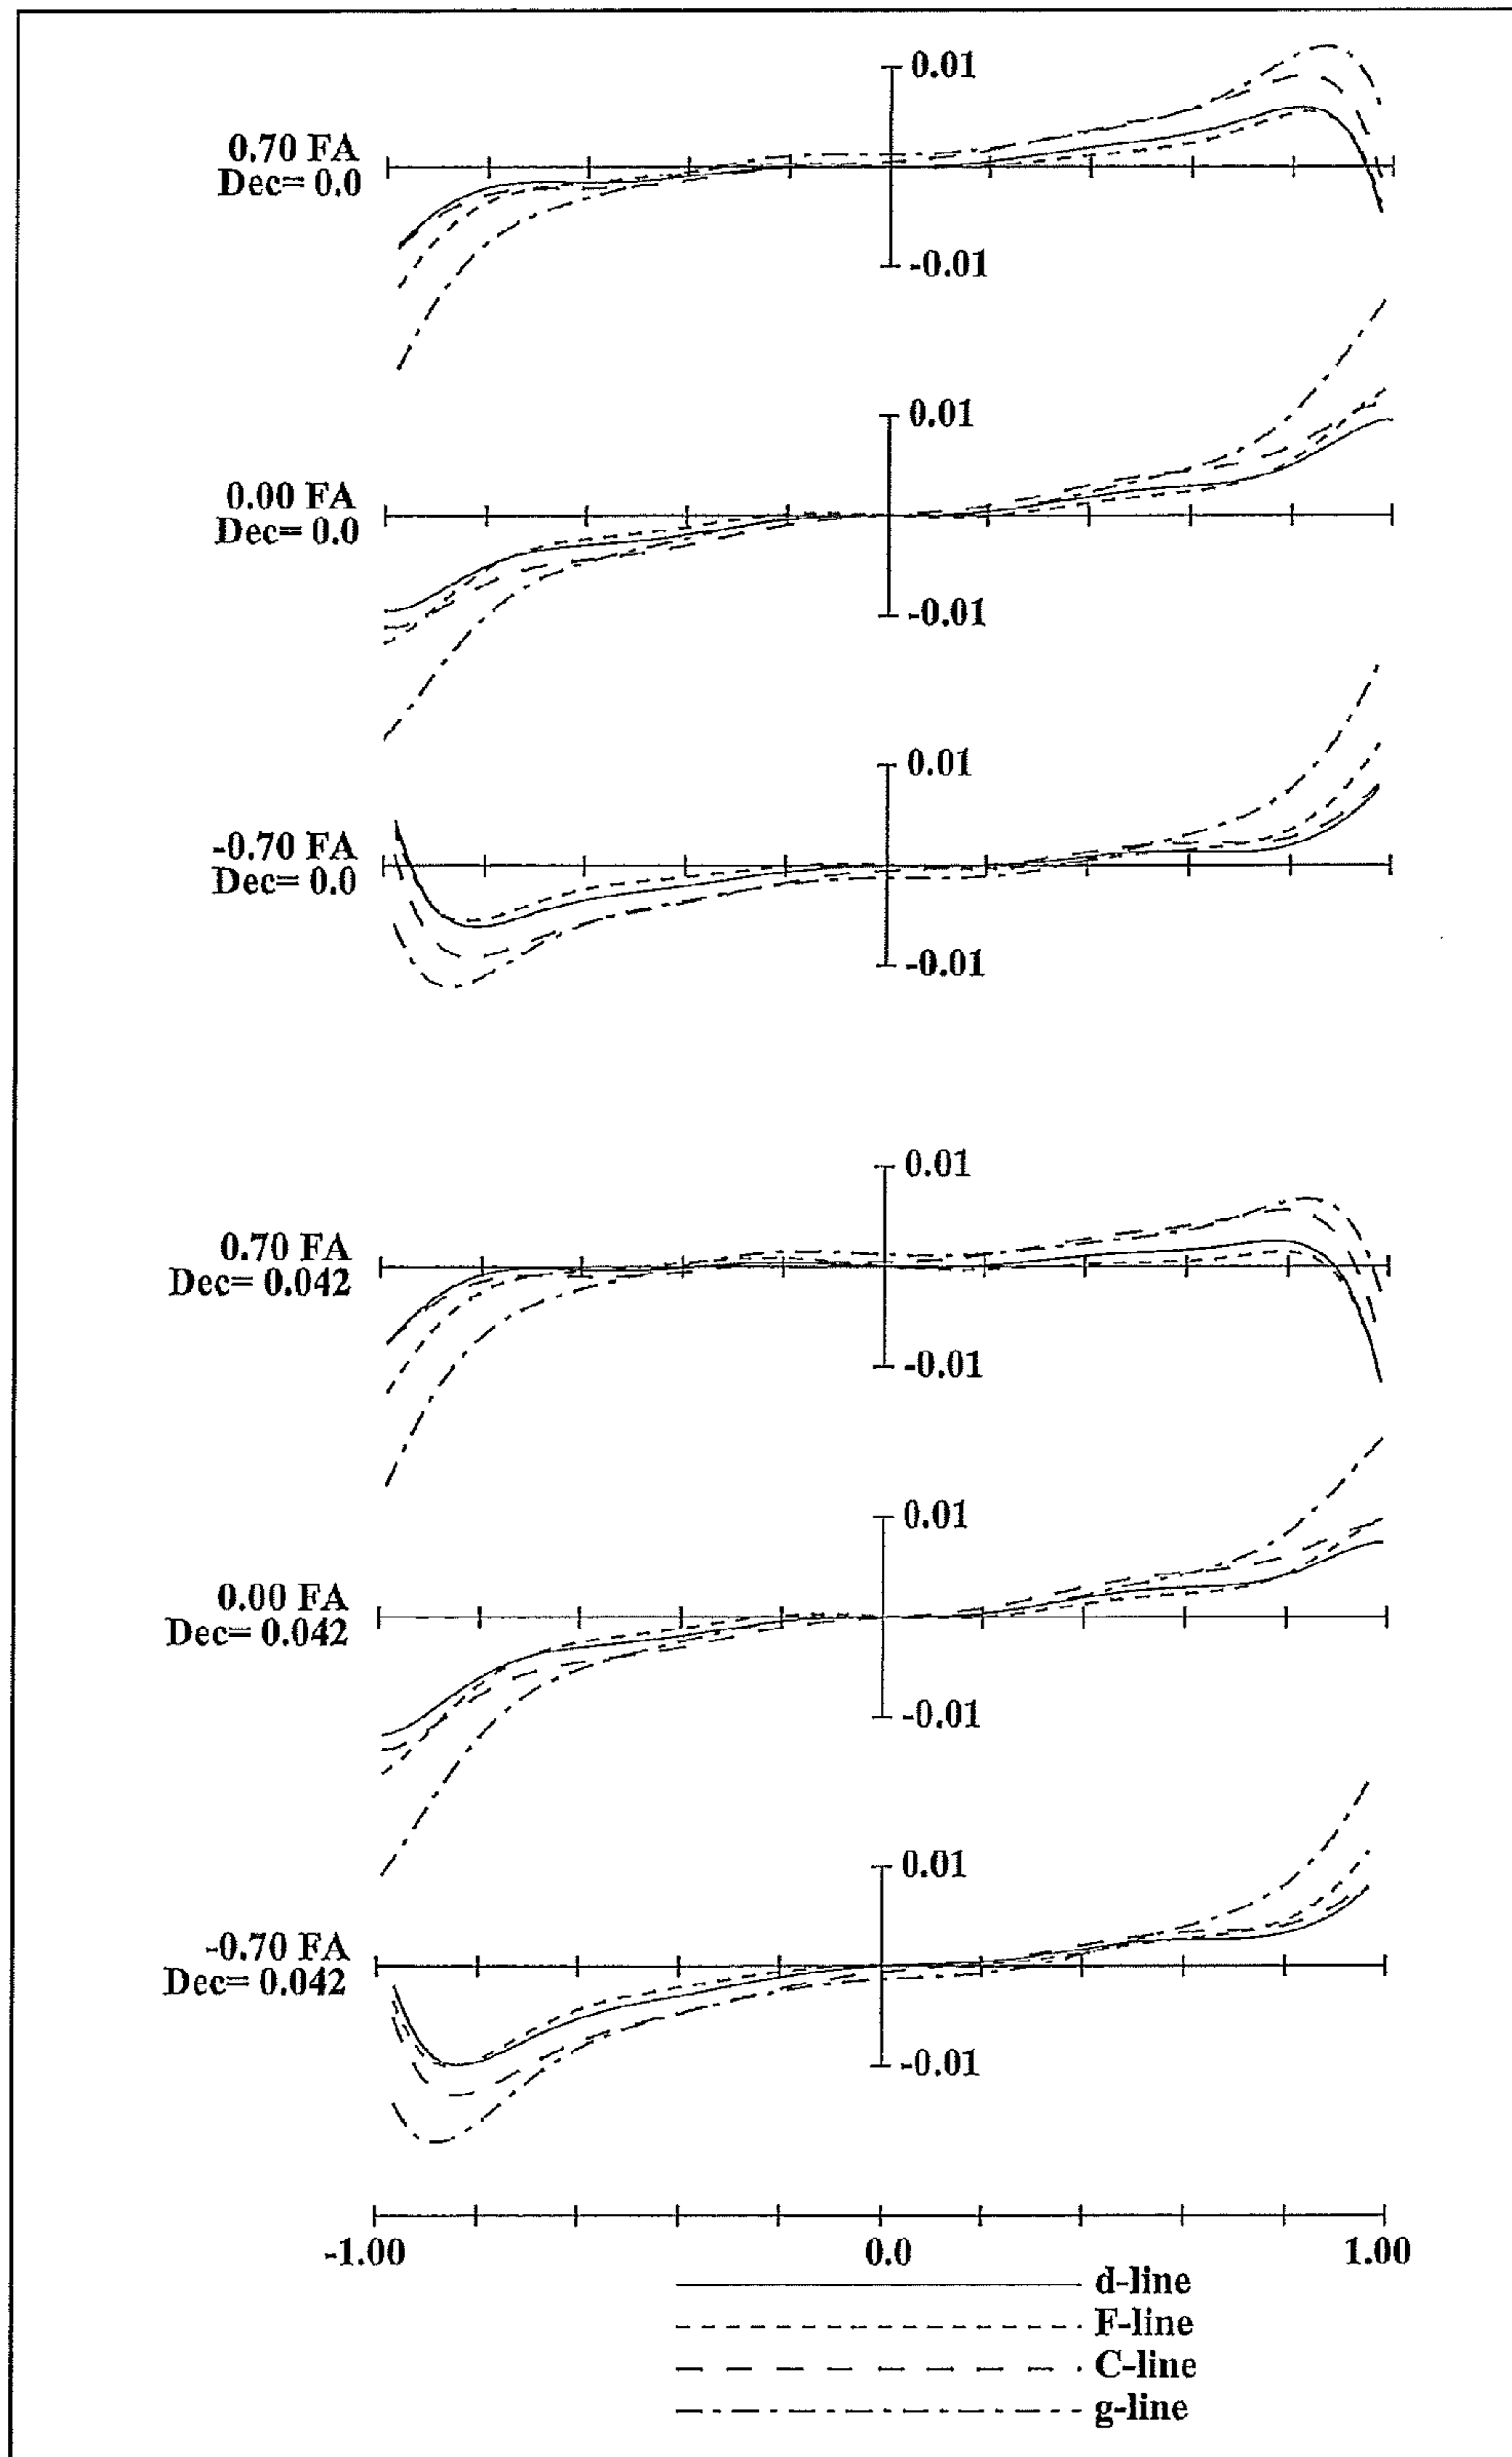 0.01
0.70 FA
Dec= 0.0
-0.01
0.01
0.00 FA
Dec= 0.0
-0.01
0.01
-0.70 FA
Dec= 0.0
-0.01
0.01
0.70 FA
Dec= 0.042
-0.01
0.01
0.00 FA
Dec= 0.042
-0.01
0.01
-0.70 FA
Dec= 0.042
-0.01
-1.00 0.0 1.00
d-line
F-line
C-line
g-line